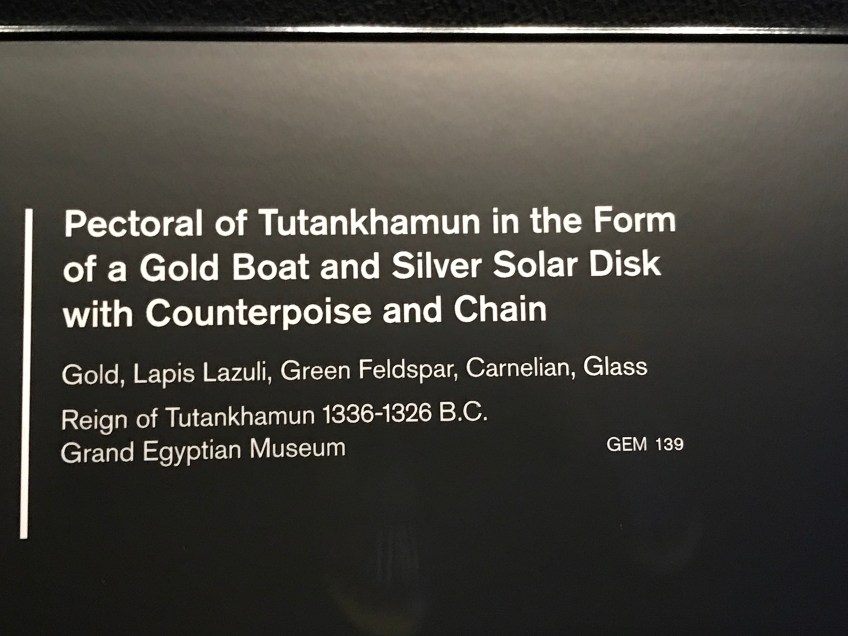 Pectoral of Tutankhamun in the Form
of a Gold Boat and Silver Solar Disk
with Counterpoise and Chain
Gold, Lapis Lazuli, Green Feldspar, Carnelian, Glass
Reign of Tutankhamun 1336-1326 B.C.
Grand Egyptian Museum GEM 139